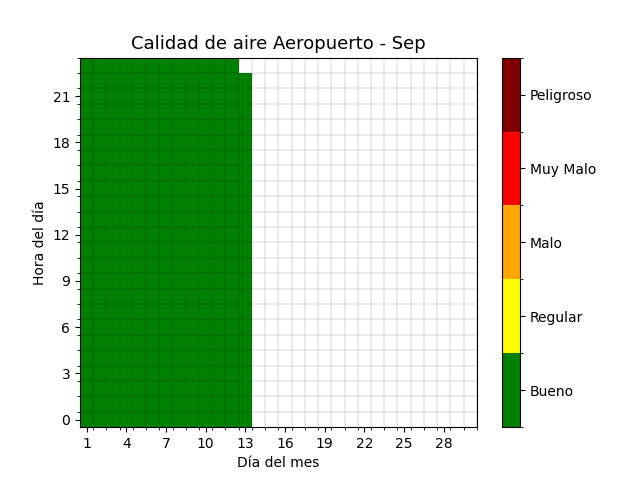 Calidad de aire Aeropuerto - Sep
Hora del día
21
18
15
12
9
6
3
0
1 4 7 10 13 16 19 22 25 28
Día del mes
Peligroso
Muy Malo
Malo
Regular
Bueno